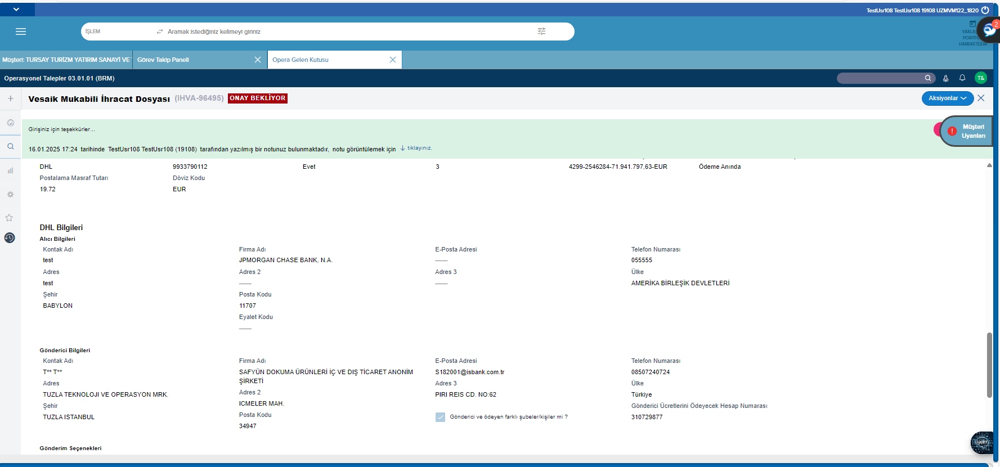 TestUsr108 TestUsr108 19108 UZMVM122_1820
İŞLEM
Aramak istediğiniz kelimeyi giriniz
2
HAREKETLERİ
Müşteri: TURSAY TURİZM YATIRIM SANAYİ VE
Görev Takip Paneli
Opera Gelen Kutusu
Operasyonel Talepler 03.01.01 (BRM)
T&
Vesaik Mukabili İhracat Dosyası (IHVA-96495) ONAY BEKLİYOR
Aksiyonlar
Girişiniz için teşekkürler...
Müşteri
Uyarıları
16.01.2025 17:24 tarihinde TestUsr108 TestUsr108 (19108) tarafından yazılmış bir notunuz bulunmaktadır, notu görüntülemek için tıklayınız.
DHL 9933790112 Evet 3 4299-2546284-71.941.797,63-EUR Ödeme Anında
Postalama Masraf Tutarı Döviz Kodu
19.72 EUR
DHL Bilgileri
Alıcı Bilgileri
Kontak Adı Firma Adı E-Posta Adresi Telefon Numarası
test JPMORGAN CHASE BANK, N.A. —— 055555
Adres Adres 2 Adres 3 Ülke
test —— —— AMERİKA BİRLEŞİK DEVLETLERİ
Şehir Posta Kodu
BABYLON 11707
Eyalet Kodu
——
Gönderici Bilgileri
Kontak Adı Firma Adı E-Posta Adresi Telefon Numarası
T** T** SAFYÜN DOKUMA ÜRÜNLERİ İÇ VE DIŞ TİCARET ANONİM S182001@isbank.com.tr 08507240724
ŞİRKETİ
Adres Adres 3 Ülke
Adres 2
TUZLA TEKNOLOJI VE OPERASYON MRK. PIRI REIS CD. NO:62 Türkiye
ICMELER MAH.
Şehir Gönderici Ücretlerini Ödeyecek Hesap Numarası
Posta Kodu
TUZLA ISTANBUL Gönderici ve ödeyen farklı şubeler/kişiler mi ? 310729877
34947
Gönderim Seçenekleri